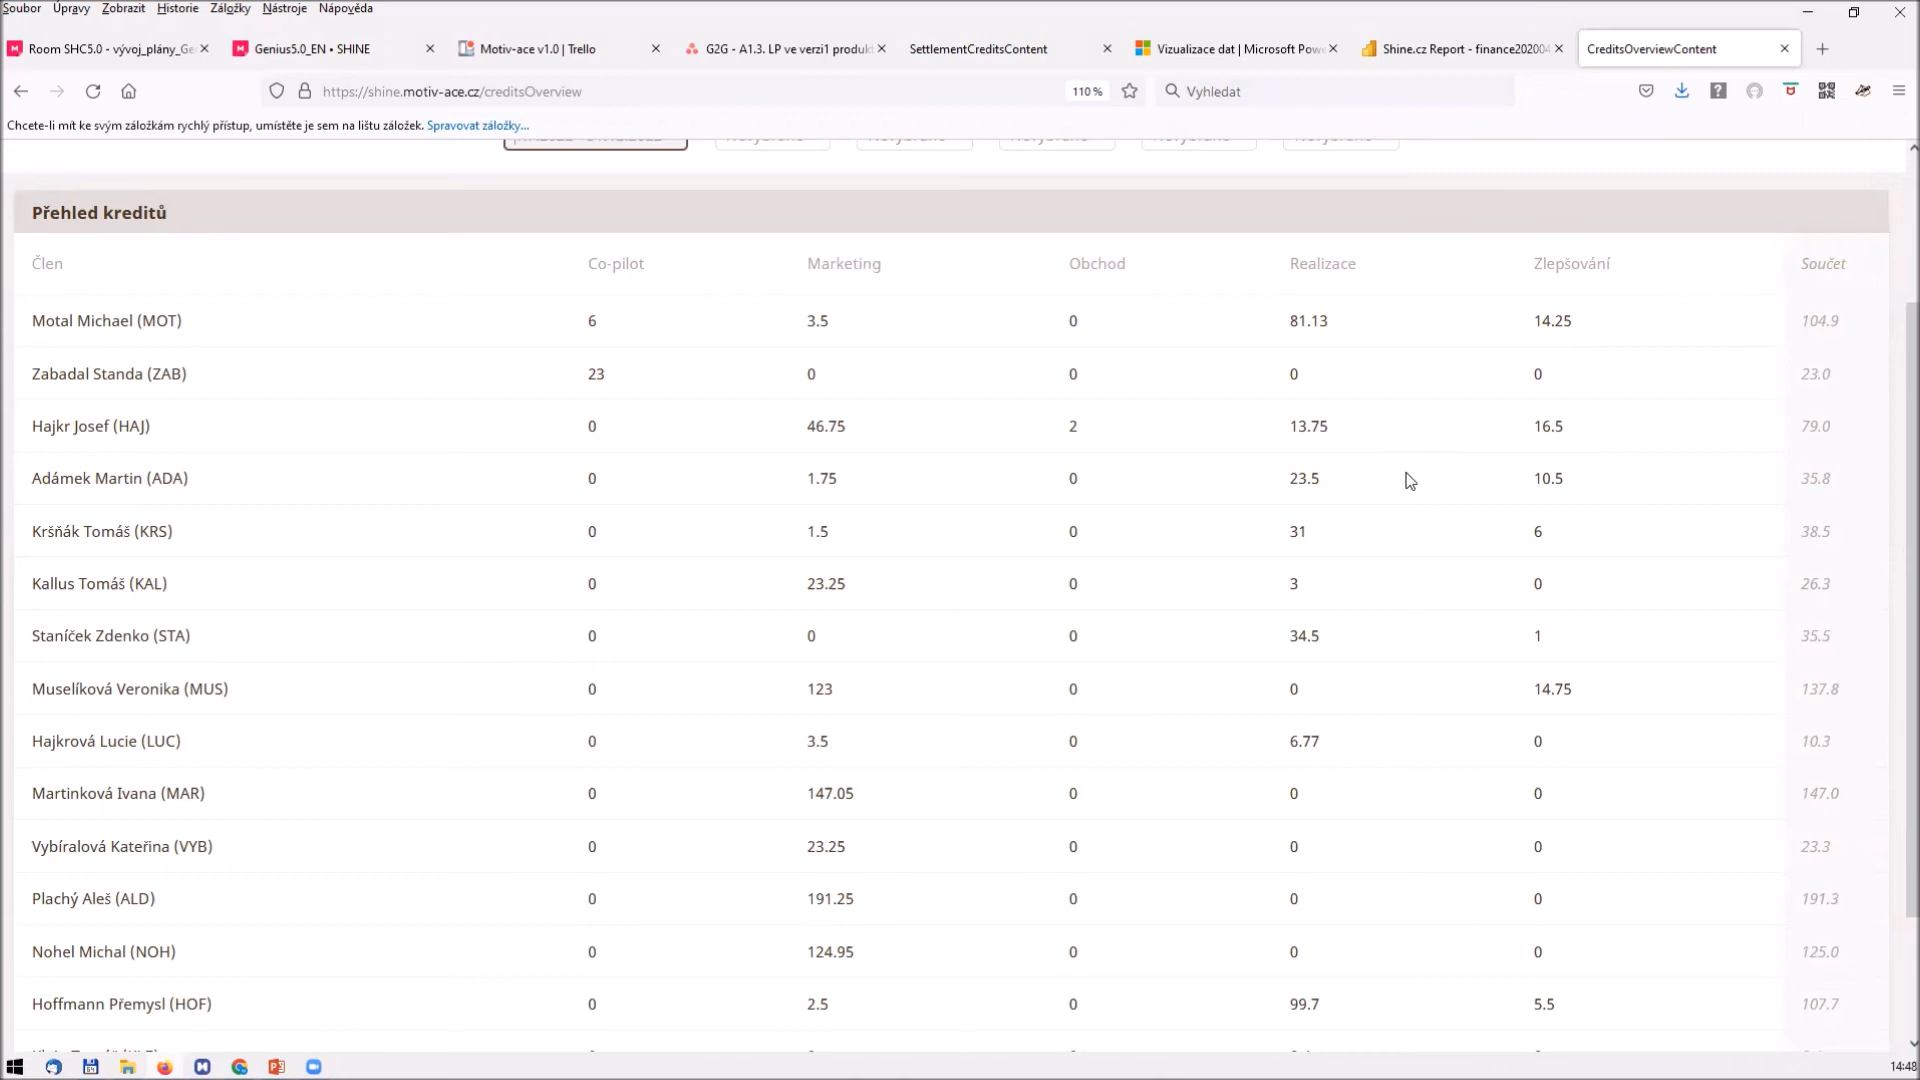 Soubor Úpravy Zobrazit Historie Záložky Nástroje Nápověda
Room SHC5.0 - vývoj_plány_Ge Genius5.0_EN • SHINE Motiv-ace v1.0 | Trello G2G - A1.3. LP ve verzi1 produkt SettlementCreditsContent Vizualizace dat | Microsoft Powe Shine.cz Report - finance202004 CreditsOverviewContent
https://shine.motiv-ace.cz/creditsOverview 110 % Vyhledat
Chcete-li mít ke svým záložkám rychlý přístup, umístěte je sem na lištu záložek. Spravovat záložky...
Přehled kreditů
Člen Co-pilot Marketing Obchod Realizace Zlepšování Součet
Motal Michael (MOT) 6 3.5 0 81.13 14.25 104.9
Zabadal Standa (ZAB) 23 0 0 0 0 23.0
Hajkr Josef (HAJ) 0 46.75 2 13.75 16.5 79.0
Adámek Martin (ADA) 0 1.75 0 23.5 10.5 35.8
Kršňák Tomáš (KRS) 0 1.5 0 31 6 38.5
Kallus Tomáš (KAL) 0 23.25 0 3 0 26.3
Staníček Zdenko (STA) 0 0 0 34.5 1 35.5
Muselíková Veronika (MUS) 0 123 0 0 14.75 137.8
Hajkrová Lucie (LUC) 0 3.5 0 6.77 0 10.3
Martinková Ivana (MAR) 0 147.05 0 0 0 147.0
Vybíralová Kateřina (VYB) 0 23.25 0 0 0 23.3
Plachý Aleš (ALD) 0 191.25 0 0 0 191.3
Nohel Michal (NOH) 0 124.95 0 0 0 125.0
Hoffmann Přemysl (HOF) 0 2.5 0 99.7 5.5 107.7
14:48